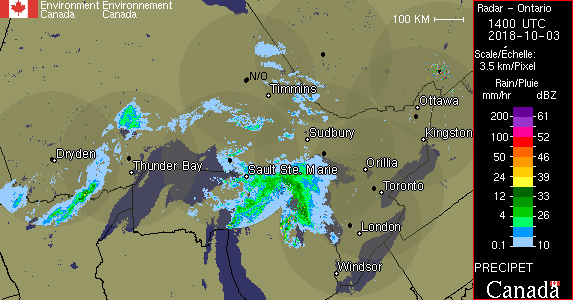 Environment Environnement
Canada Canada
100 KM
Radar - Ontario
1400 UTC
2018-10-03
Scale/Échelle:
3.5 km/Pixel
Rain/Pluie
mm/hr dBZ
200 61
100 52
50 46
24 39
12 33
4 26
0.1 10
PRECIPET
Canada
N/O
Timmins
Ottawa
Sudbury
Kingston
Dryden
Thunder Bay
Sault Ste. Marie
Orillia
Toronto
London
Windsor